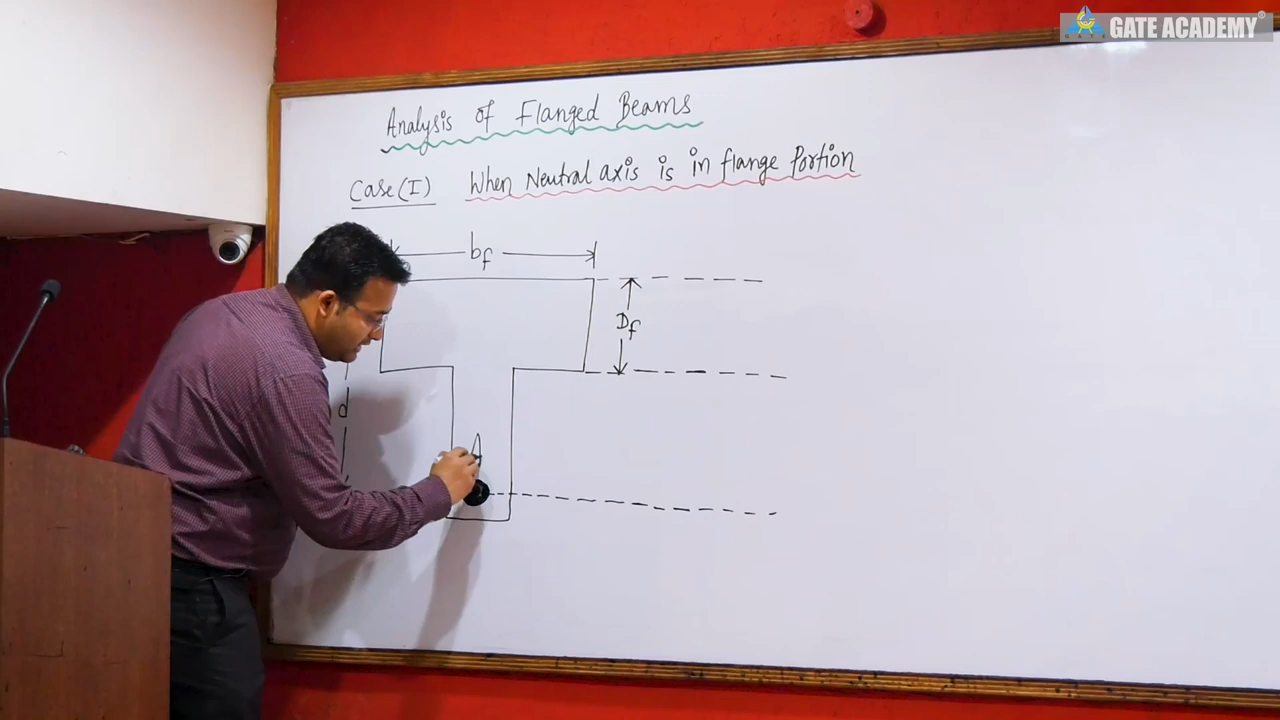 GATE ACADEMY®
Analysis of Flanged Beams
Case (I) When Neutral axis is in flange Portion
bf
Df
d
A